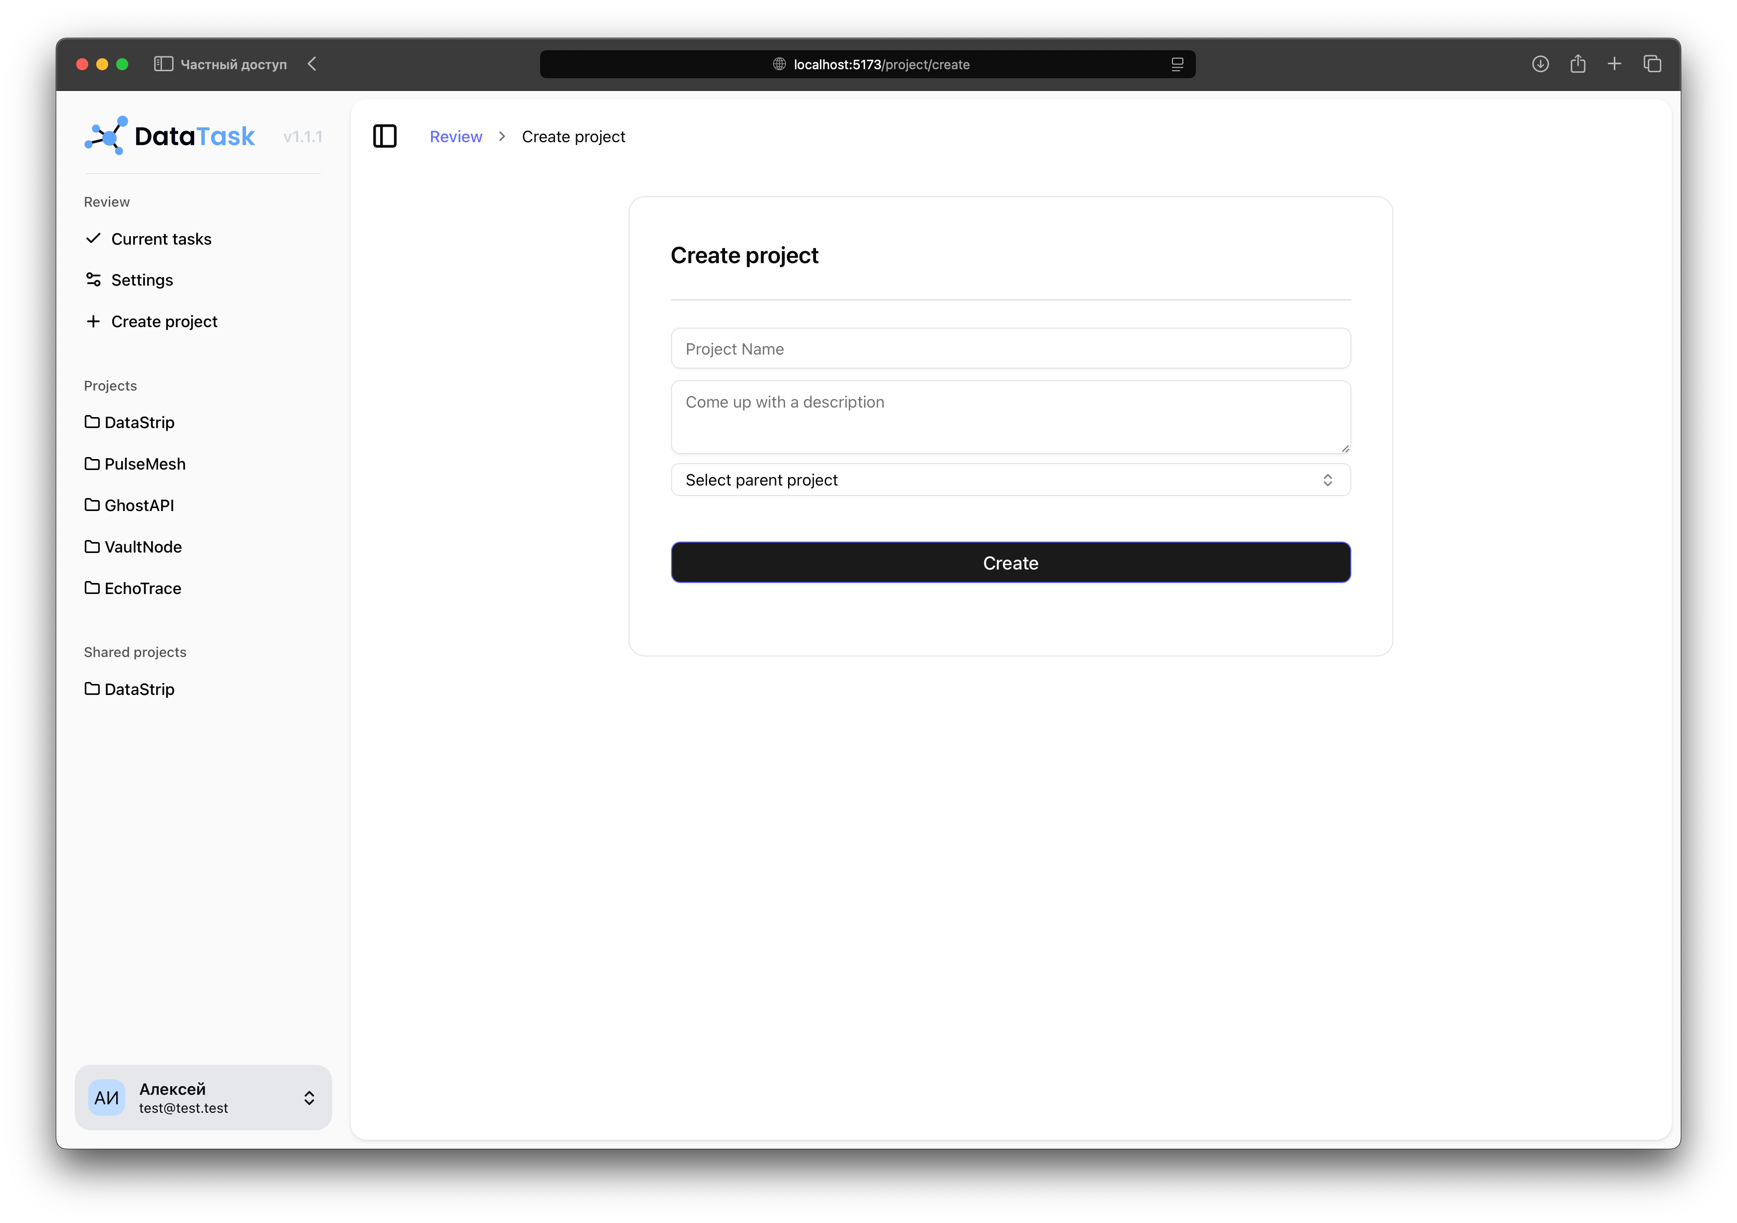 Частный доступ
localhost:5173/project/create
DataTask v1.1.1
Review
Current tasks
Settings
Create project
Projects
DataStrip
PulseMesh
GhostAPI
VaultNode
EchoTrace
Shared projects
DataStrip
АИ
Алексей
test@test.test
Review > Create project
Create project
Project Name
Come up with a description
Select parent project
Create